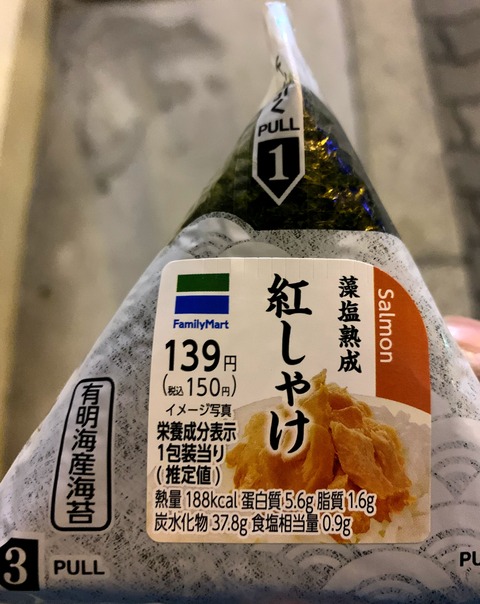 PULL
1
Salmon
藻塩熟成
紅しゃけ
FamilyMart
139円
(税込150円)
イメージ写真
栄養成分表示
1包装当り
(推定値)
熱量 188kcal 蛋白質 5.6g 脂質 1.6g
炭水化物 37.8g 食塩相当量 0.9g
有明海産海苔
3 PULL
PU